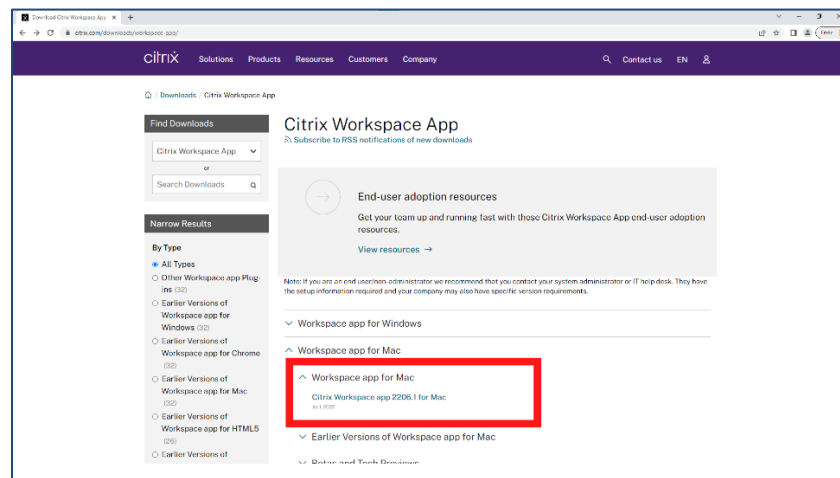 Download Citrix Workspace App
citrix.com/downloads/workspace-app/
citrix
Solutions Products Resources Customers Company
Contact us EN
/ Downloads / Citrix Workspace App
Find Downloads
Citrix Workspace App
or
Search Downloads
Narrow Results
By Type
All Types
Other Workspace app Plug-
ins (32)
Earlier Versions of
Workspace app for
Windows (32)
Earlier Versions of
Workspace app for Chrome
(32)
Earlier Versions of
Workspace app for Mac
(32)
Earlier Versions of
Workspace app for HTML5
(26)
Earlier Versions of
Citrix Workspace App
Subscribe to RSS notifications of new downloads
End-user adoption resources
Get your team up and running fast with those Citrix Workspace App end-user adoption
resources.
View resources →
Note: If you are an end user/non-administrator we recommend that you contact your system administrator or IT help desk. They have
the setup information required and your company may also have specific version requirements.
Workspace app for Windows
Workspace app for Mac
Workspace app for Mac
Citrix Workspace app 2206.1 for Mac
Jul 1, 2022
Earlier Versions of Workspace app for Mac
Betas and Tech Previews